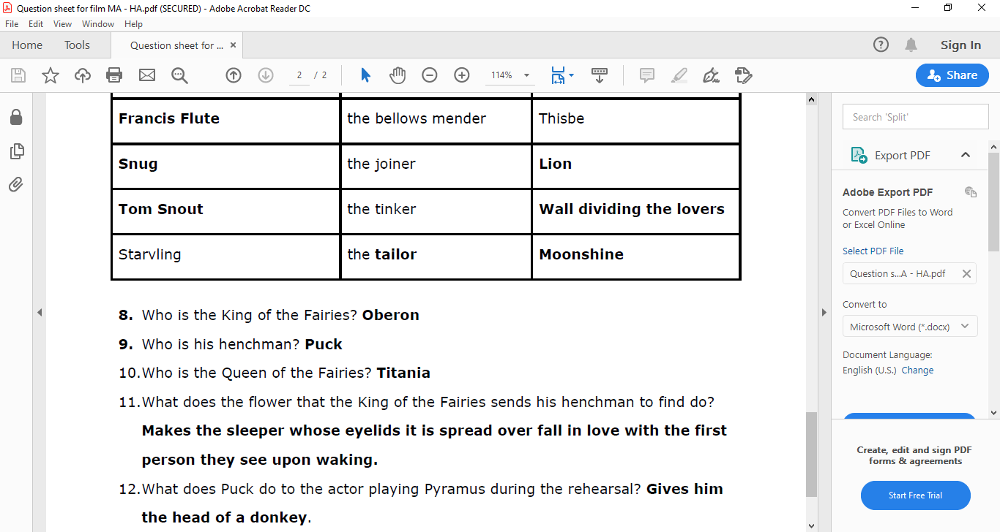 Question sheet for film MA - HA.pdf (SECURED) - Adobe Acrobat Reader DC
File Edit View Window Help
Home Tools Question sheet for ... × ? Sign In
2 / 2 114% Share
Francis Flute the bellows mender Thisbe
Snug the joiner Lion
Tom Snout the tinker Wall dividing the lovers
Starvling the tailor Moonshine
8. Who is the King of the Fairies? Oberon
9. Who is his henchman? Puck
10.Who is the Queen of the Fairies? Titania
11.What does the flower that the King of the Fairies sends his henchman to find do?
Makes the sleeper whose eyelids it is spread over fall in love with the first
person they see upon waking.
12.What does Puck do to the actor playing Pyramus during the rehearsal? Gives him
the head of a donkey.
Search 'Split'
Export PDF
Adobe Export PDF
Convert PDF Files to Word
or Excel Online
Select PDF File
Question s...A - HA.pdf
Convert to
Microsoft Word (*.docx)
Document Language:
English (U.S.) Change
Create, edit and sign PDF
forms & agreements
Start Free Trial